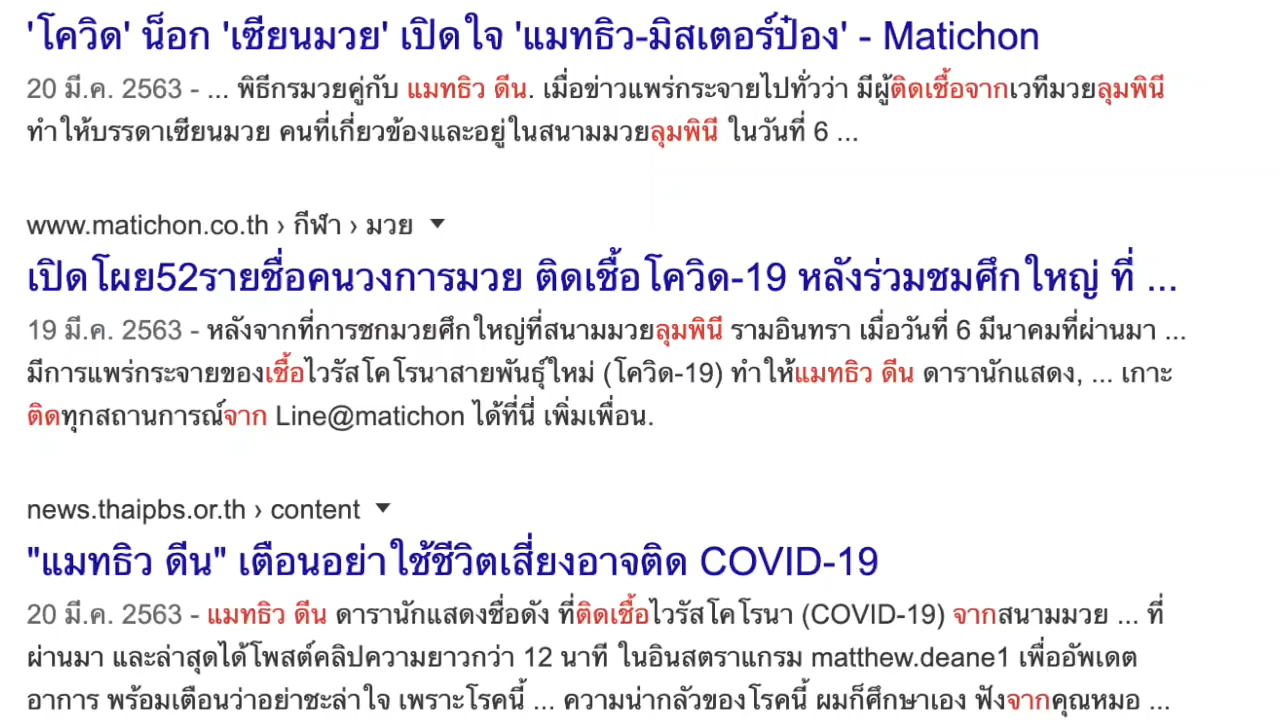 'โควิด' น็อก 'เซียนมวย' เปิดใจ 'แมทธิว-มิสเตอร์ป๋อง' - Matichon
20 มี.ค. 2563 - ... พิธีกรมวยคู่กับ แมทธิว ดีน. เมื่อข่าวแพร่กระจายไปทั่วว่า มีผู้ติดเชื้อจากเวทีมวยลุมพินี
ทำให้บรรดาเซียนมวย คนที่เกี่ยวข้องและอยู่ในสนามมวยลุมพินี ในวันที่ 6 ...
www.matichon.co.th › กีฬา › มวย
เปิดโผย52รายชื่อคนวงการมวย ติดเชื้อโควิด-19 หลังร่วมชมศึกใหญ่ ที่ ...
19 มี.ค. 2563 - หลังจากที่การชกมวยศึกใหญ่ที่สนามมวยลุมพินี รามอินทรา เมื่อวันที่ 6 มีนาคมที่ผ่านมา ...
มีการแพร่กระจายของเชื้อไวรัสโคโรนาสายพันธุ์ใหม่ (โควิด-19) ทำให้แมทธิว ดีน ดารานักแสดง, ... เกาะ
ติดทุกสถานการณ์จาก Line@matichon ได้ที่นี่ เพิ่มเพื่อน.
news.thaipbs.or.th › content
"แมทธิว ดีน" เตือนอย่าใช้ชีวิตเสี่ยงอาจติด COVID-19
20 มี.ค. 2563 - แมทธิว ดีน ดารานักแสดงชื่อดัง ที่ติดเชื้อไวรัสโคโรนา (COVID-19) จากสนามมวย ... ที่
ผ่านมา และล่าสุดได้โพสต์คลิปความยาวกว่า 12 นาที ในอินสตราแกรม matthew.deane1 เพื่ออัพเดต
อาการ พร้อมเตือนว่าอย่าชะล่าใจ เพราะโรคนี้ ... ความน่ากลัวของโรคนี้ ผมก็ศึกษาเอง ฟังจากคุณหมอ ...